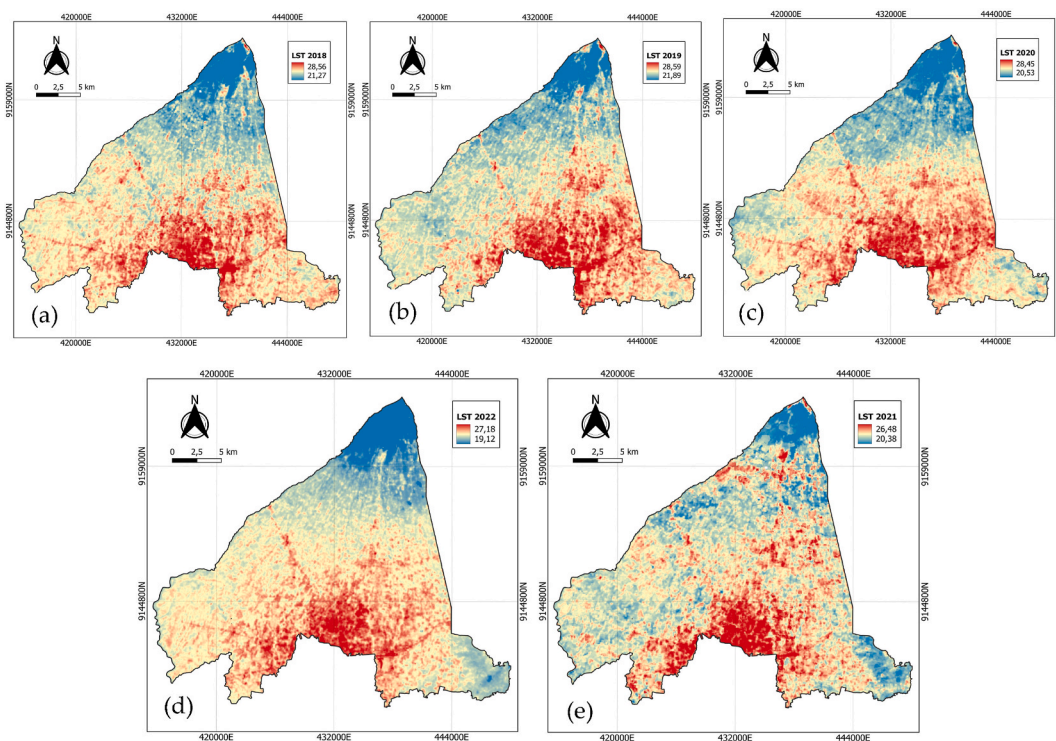 420000E 432000E 444000E
N
LST 2018
28,56
21,27
0 2,5 5 km
9159000N
9144800N
(a)
420000E 432000E 444000E
420000E 432000E 444000E
N
LST 2019
28,59
21,89
0 2,5 5 km
9159000N
9144800N
(b)
420000E 432000E 444000E
420000E 432000E 444000E
N
LST 2020
28,45
20,53
0 2,5 5 km
9159000N
9144800N
(c)
420000E 432000E 444000E
420000E 432000E 444000E
N
LST 2022
27,18
19,12
0 2,5 5 km
9159000N
9159000N
9144800N
9144800N
(d)
420000E 432000E 444000E
420000E 432000E 444000E
N
LST 2021
26,48
20,38
0 2,5 5 km
9159000N
9159000N
9144800N
9144800N
(e)
420000E 432000E 444000E